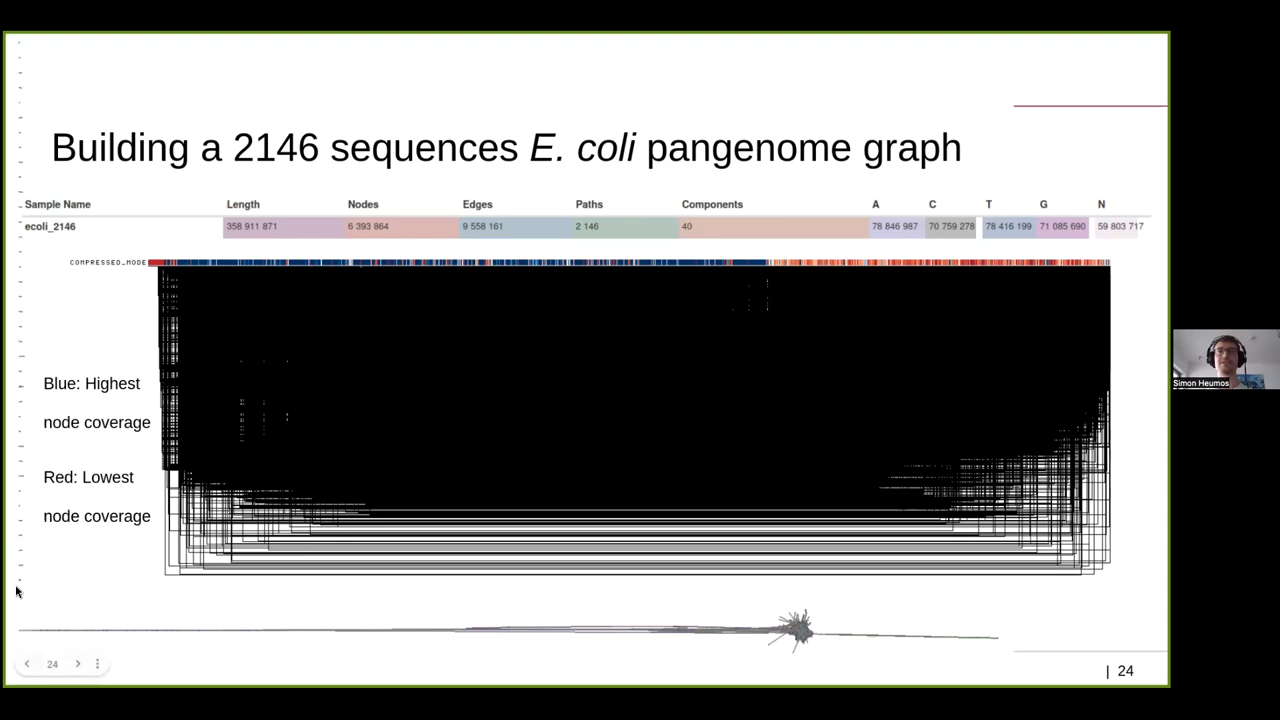 Building a 2146 sequences E. coli pangenome graph
Sample Name Length Nodes Edges Paths Components A C T G N
ecoli_2146 358 911 871 6 393 864 9 558 161 2 146 40 78 846 987 70 759 278 78 416 199 71 085 690 59 803 717
COMPRESSED_MODE
Blue: Highest
node coverage
Red: Lowest
node coverage
Simon Heumos
24
| 24